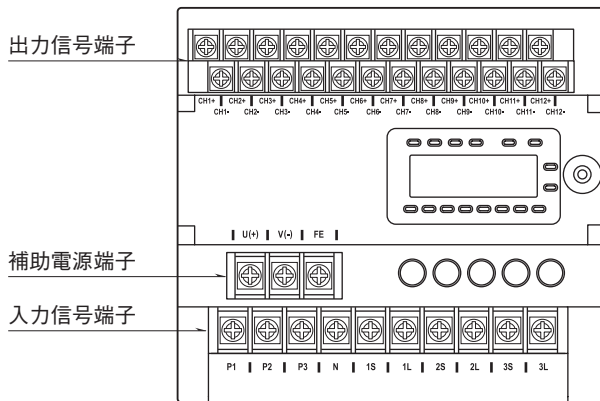 出力信号端子
CH1+ CH2+ CH3+ CH4+ CH5+ CH6+ CH7+ CH8+ CH9+ CH10+ CH11+ CH12+
CH1- CH2- CH3- CH4- CH5- CH6- CH7- CH8- CH9- CH10- CH11- CH12-
U(+) V(-) FE
補助電源端子
入力信号端子
P1 P2 P3 N 1S 1L 2S 2L 3S 3L